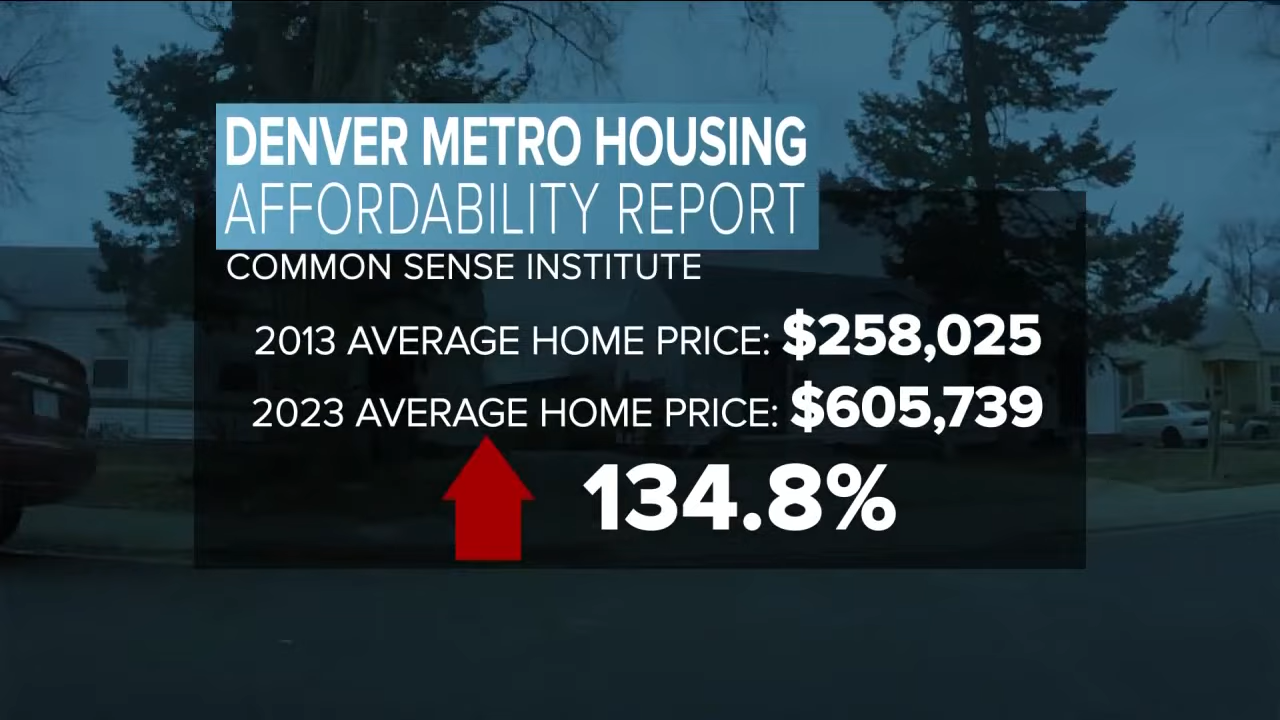 DENVER METRO HOUSING
AFFORDABILITY REPORT
COMMON SENSE INSTITUTE
2013 AVERAGE HOME PRICE: $258,025
2023 AVERAGE HOME PRICE: $605,739
134.8%